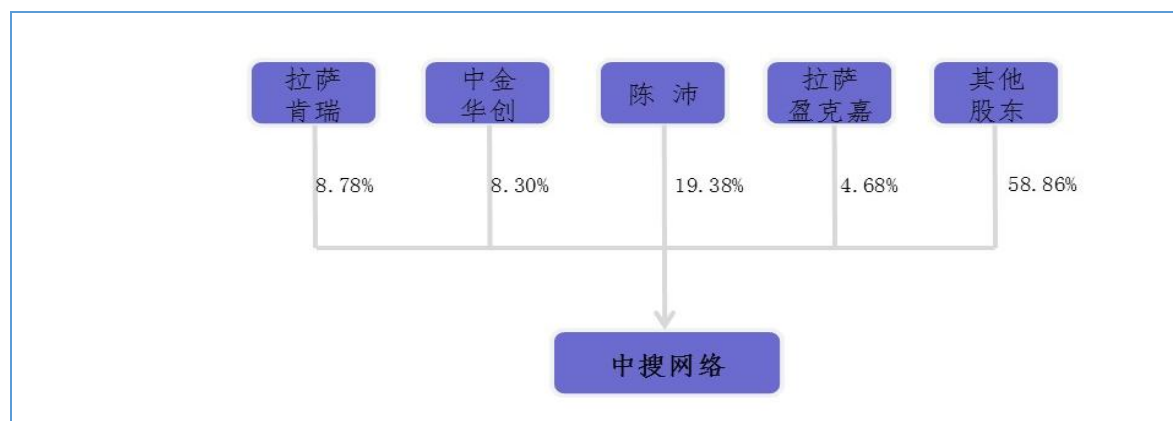 拉萨
肯瑞
中金
华创
陈 沛
拉萨
盈克嘉
其他
股东
8.78%
8.30%
19.38%
4.68%
58.86%
中搜网络